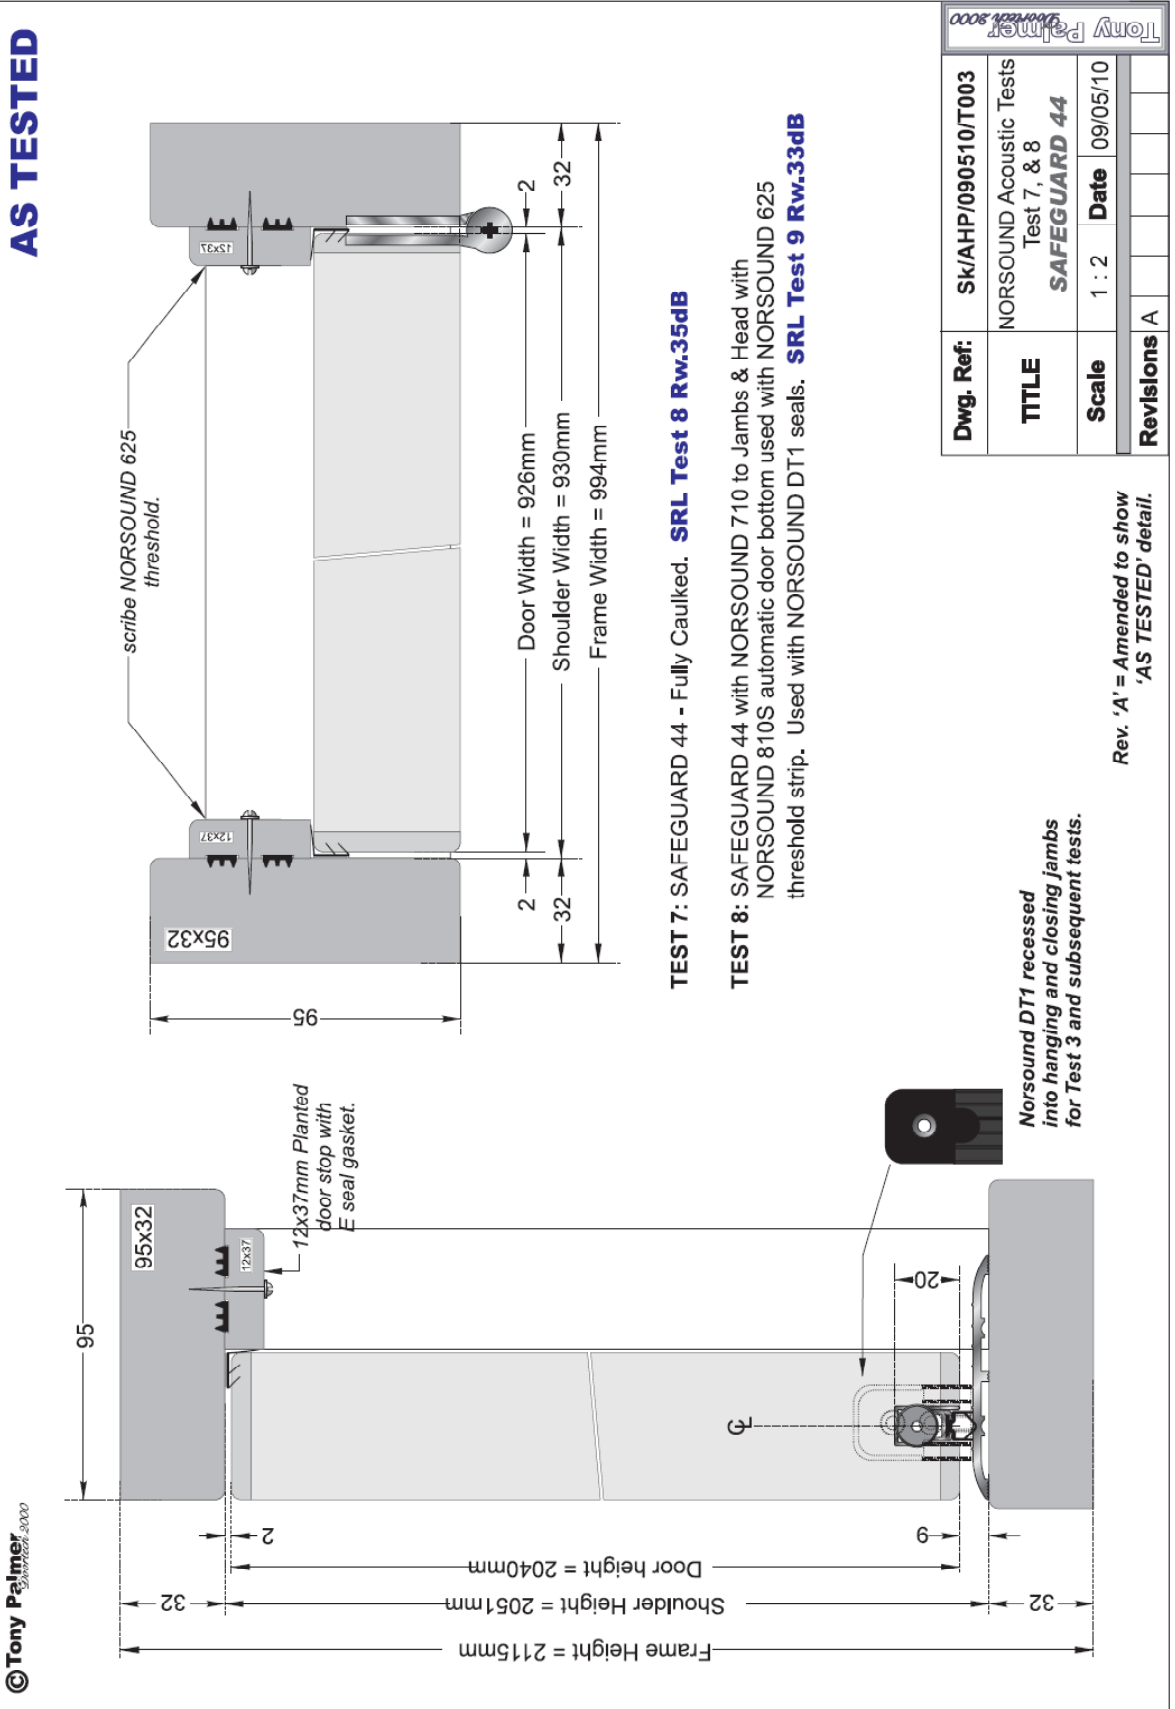 ©Tony Palmer
Doortech 2000
AS TESTED
95
95x32
12x37
12x37mm Planted
door stop with
E seal gasket.
2
32
Door height = 2040mm
Shoulder Height = 2051mm
Frame Height = 2115mm
9
32
20
CL
Norsound DT1 recessed
into hanging and closing jambs
for Test 3 and subsequent tests.
scribe NORSOUND 625
threshold.
95
95x32
12x37
12x37
2
2
32
32
Door Width = 926mm
Shoulder Width = 930mm
Frame Width = 994mm
TEST 7: SAFEGUARD 44 - Fully Caulked. SRL Test 8 Rw.35dB
TEST 8: SAFEGUARD 44 with NORSOUND 710 to Jambs & Head with
NORSOUND 810S automatic door bottom used with NORSOUND 625
threshold strip. Used with NORSOUND DT1 seals. SRL Test 9 Rw.33dB
Rev. 'A' = Amended to show
'AS TESTED' detail.
Tony Palmer
Doortech 2000
Dwg. Ref: Sk/AHP/090510/T003
TITLE NORSOUND Acoustic Tests
Test 7, & 8
SAFEGUARD 44
Scale 1 : 2 Date 09/05/10
Revisions A